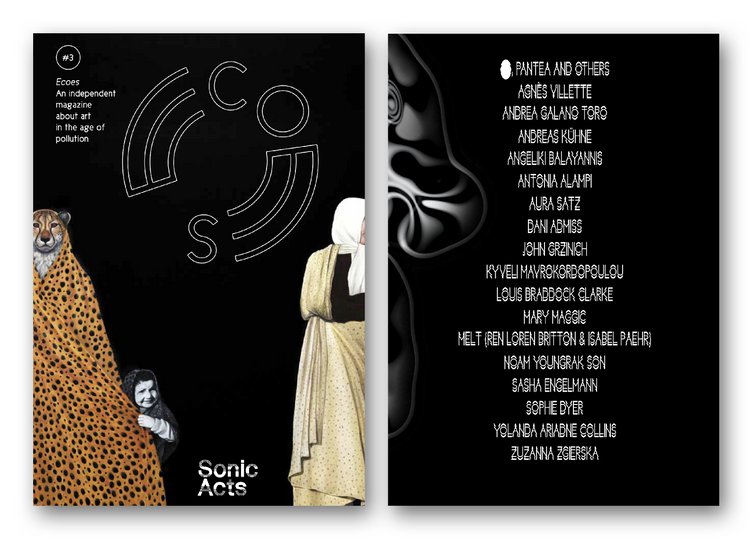 #3
Ecoes
An independent
magazine
about art
in the age of
pollution
ECOES
Sonic
Acts
, PANTEA AND OTHERS
AGNÈS VILLETTE
ANDREA GALANO TORO
ANDREAS KÜHNE
ANGELIKI BALAYANNIS
ANTONIA ALAMPI
AURA SATZ
DANI ADMISS
JOHN GRZINICH
KYVELI MAVROKORDOPOULOU
LOUIS BRADDOCK CLARKE
MARY MAGGIC
MELT (REN LOREN BRITTON & ISABEL PAEHR)
NOAM YOUNGRAK SON
SASHA ENGELMANN
SOPHIE DYER
YOLANDA ARIADNE COLLINS
ZUZANNA ZGIERSKA